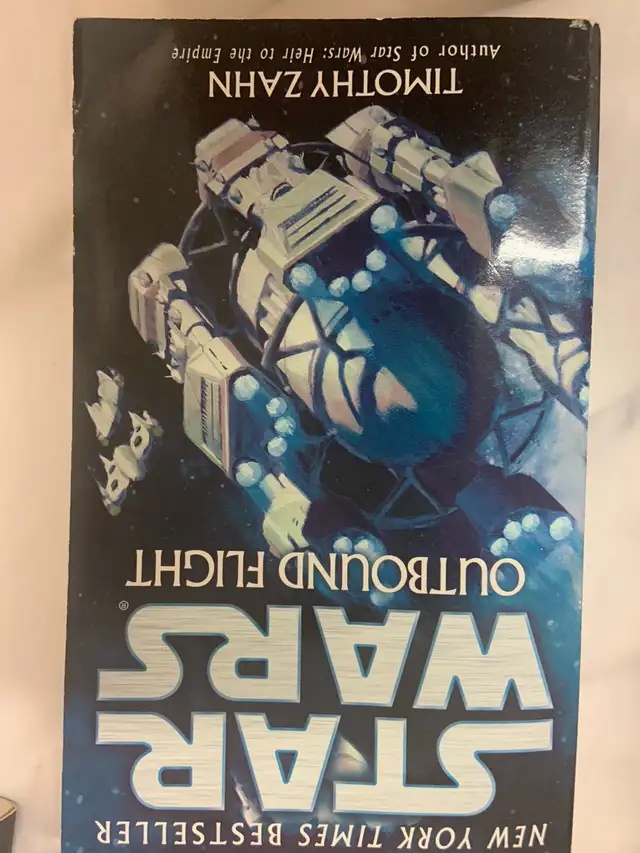 NEW YORK TIMES BESTSELLER
STAR
WARS®
OUTBOUND FLIGHT
TIMOTHY ZAHN
Author of Star Wars: Heir to the Empire